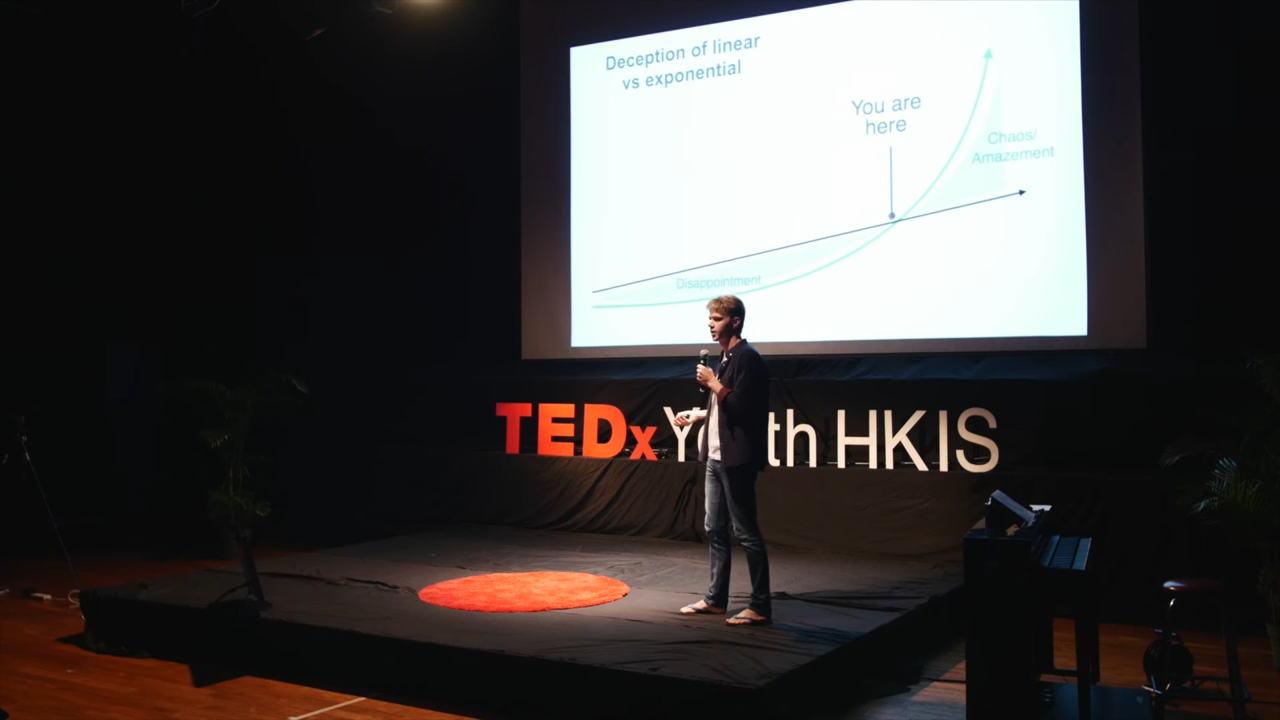 Deception of linear
vs exponential
You are
here
Chaos/
Amazement
Disappointment
TEDx Y th HKIS